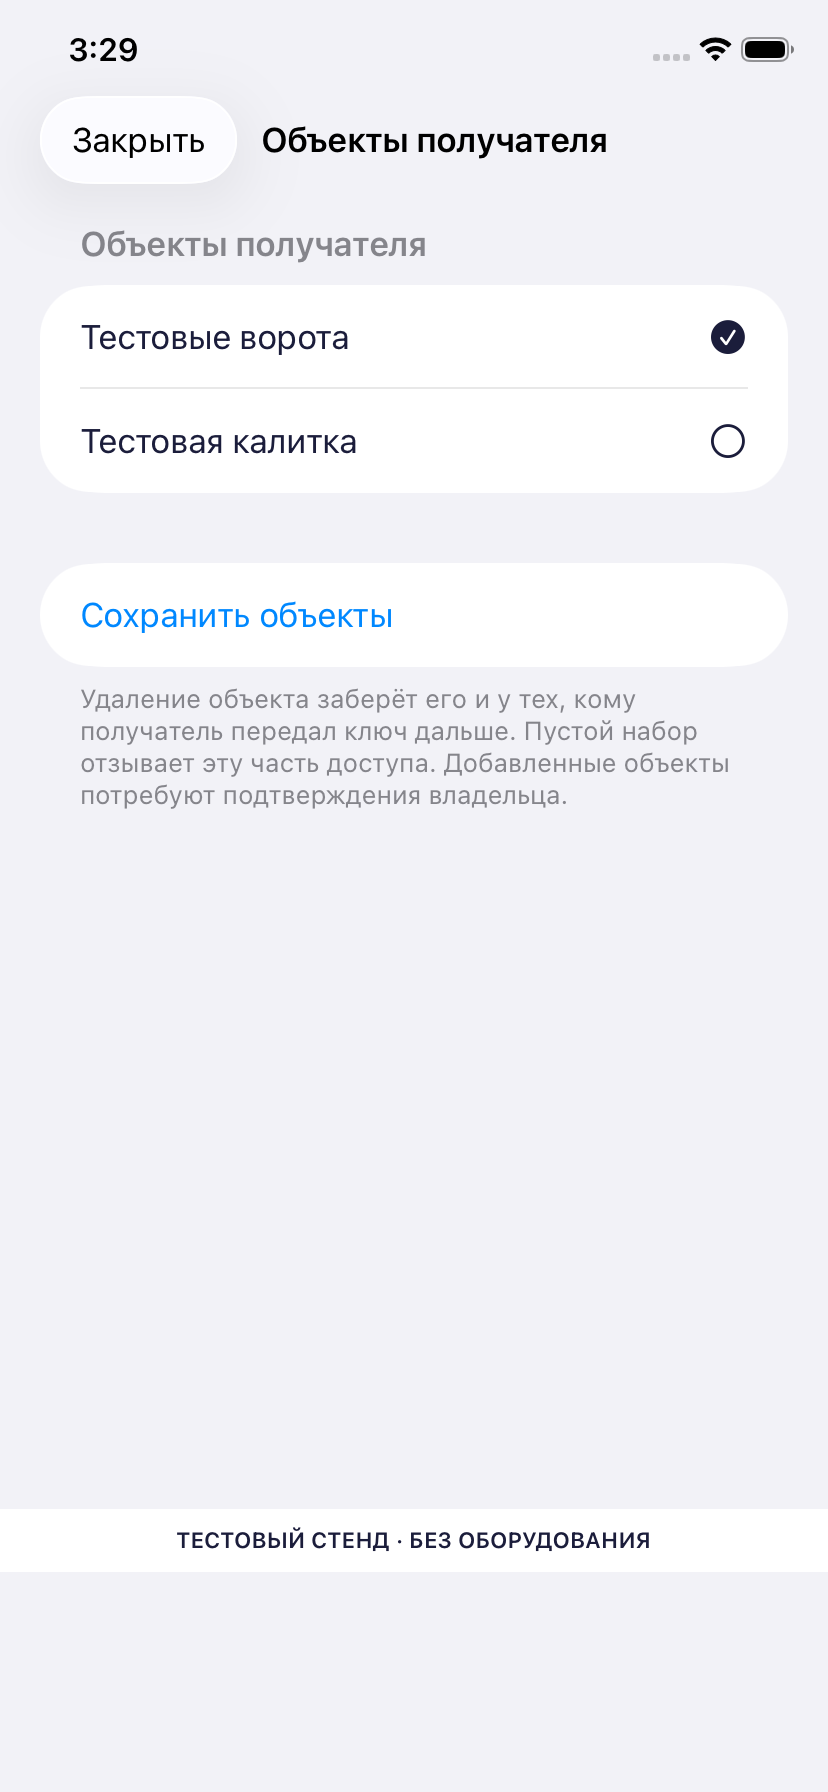 3:29
Закрыть
Объекты получателя
Объекты получателя
Тестовые ворота
Тестовая калитка
Сохранить объекты
Удаление объекта заберёт его и у тех, кому
получатель передал ключ дальше. Пустой набор
отзывает эту часть доступа. Добавленные объекты
потребуют подтверждения владельца.
ТЕСТОВЫЙ СТЕНД · БЕЗ ОБОРУДОВАНИЯ